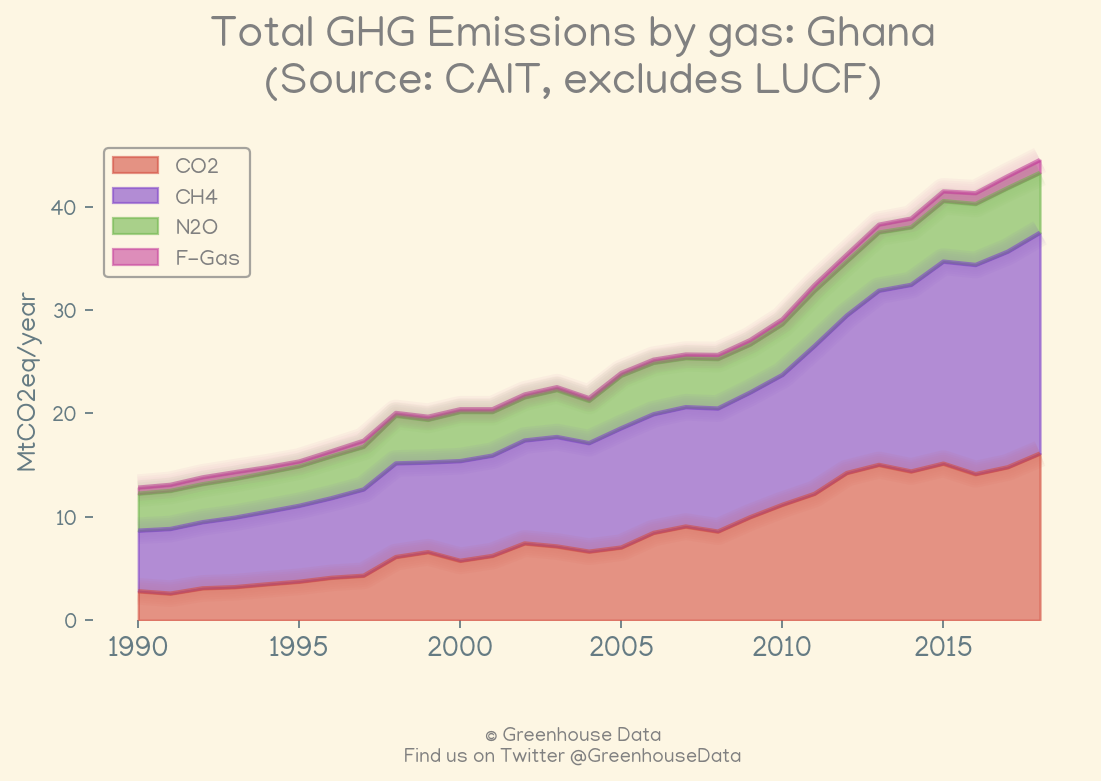 Total GHG Emissions by gas: Ghana
(Source: CAIT, excludes LUCF)
CO2
CH4
N2O
F-Gas
MtCO2eq/year
40
30
20
10
0
1990 1995 2000 2005 2010 2015
© Greenhouse Data
Find us on Twitter @GreenhouseData